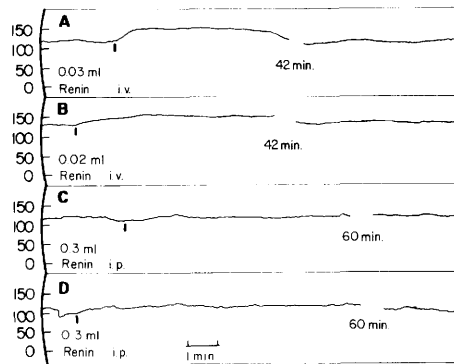 A
150
100
50
0
42 min.
0.03 ml
Renin i.v.
B
150
100
50
0
42 min.
0.02 ml
Renin i.v.
C
150
100
50
0
60 min.
0.3 ml
Renin i.p.
D
150
100
50
0
60 min.
0.3 ml
Renin i.p.
1 min